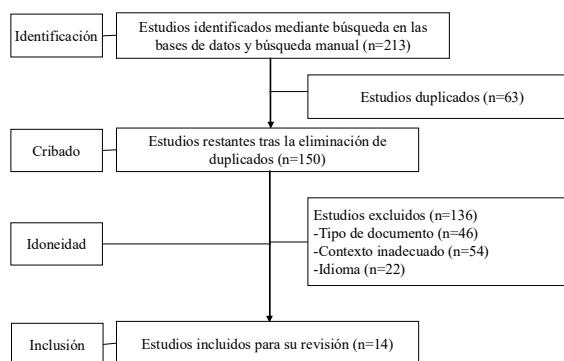 Identificación
Estudios identificados mediante búsqueda en las
bases de datos y búsqueda manual (n=213)
Estudios duplicados (n=63)
Cribado
Estudios restantes tras la eliminación de
duplicados (n=150)
Idoneidad
Estudios excluidos (n=136)
-Tipo de documento (n=46)
-Contexto inadecuado (n=54)
-Idioma (n=22)
Inclusión
Estudios incluidos para su revisión (n=14)